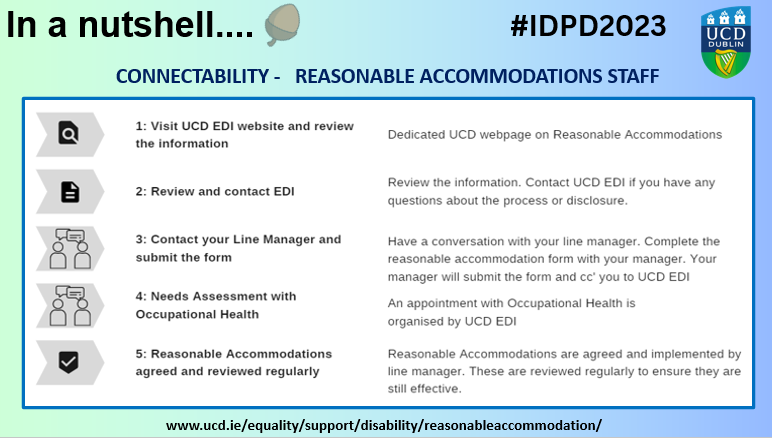 In a nutshell....
#IDPD2023
UCD
DUBLIN
CONNECTABILITY - REASONABLE ACCOMMODATIONS STAFF
1: Visit UCD EDI website and review
the information
Dedicated UCD webpage on Reasonable Accommodations
2: Review and contact EDI
Review the information. Contact UCD EDI if you have any
questions about the process or disclosure.
3: Contact your Line Manager and
submit the form
Have a conversation with your line manager. Complete the
reasonable accommodation form with your manager. Your
manager will submit the form and cc' you to UCD EDI
4: Needs Assessment with
Occupational Health
An appointment with Occupational Health is
organised by UCD EDI
5: Reasonable Accommodations
agreed and reviewed regularly
Reasonable Accommodations are agreed and implemented by
line manager. These are reviewed regularly to ensure they are
still effective.
www.ucd.ie/equality/support/disability/reasonableaccommodation/